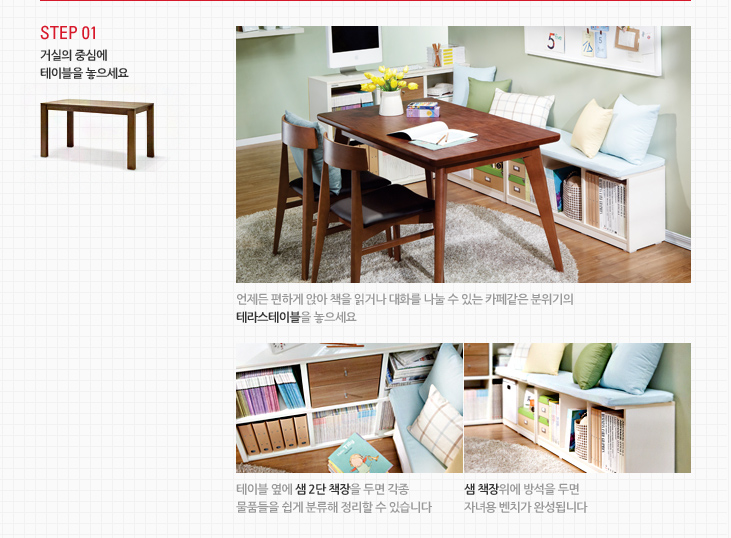 STEP 01
거실의 중심에
테이블을 놓으세요
5
언제든 편하게 앉아 책을 읽거나 대화를 나눌 수 있는 카페같은 분위기의
테라스테이블을 놓으세요
테이블 옆에 샘 2단 책장을 두면 각종
물품들을 쉽게 분류해 정리할 수 있습니다
샘 책장위에 방석을 두면
자녀용 벤치가 완성됩니다